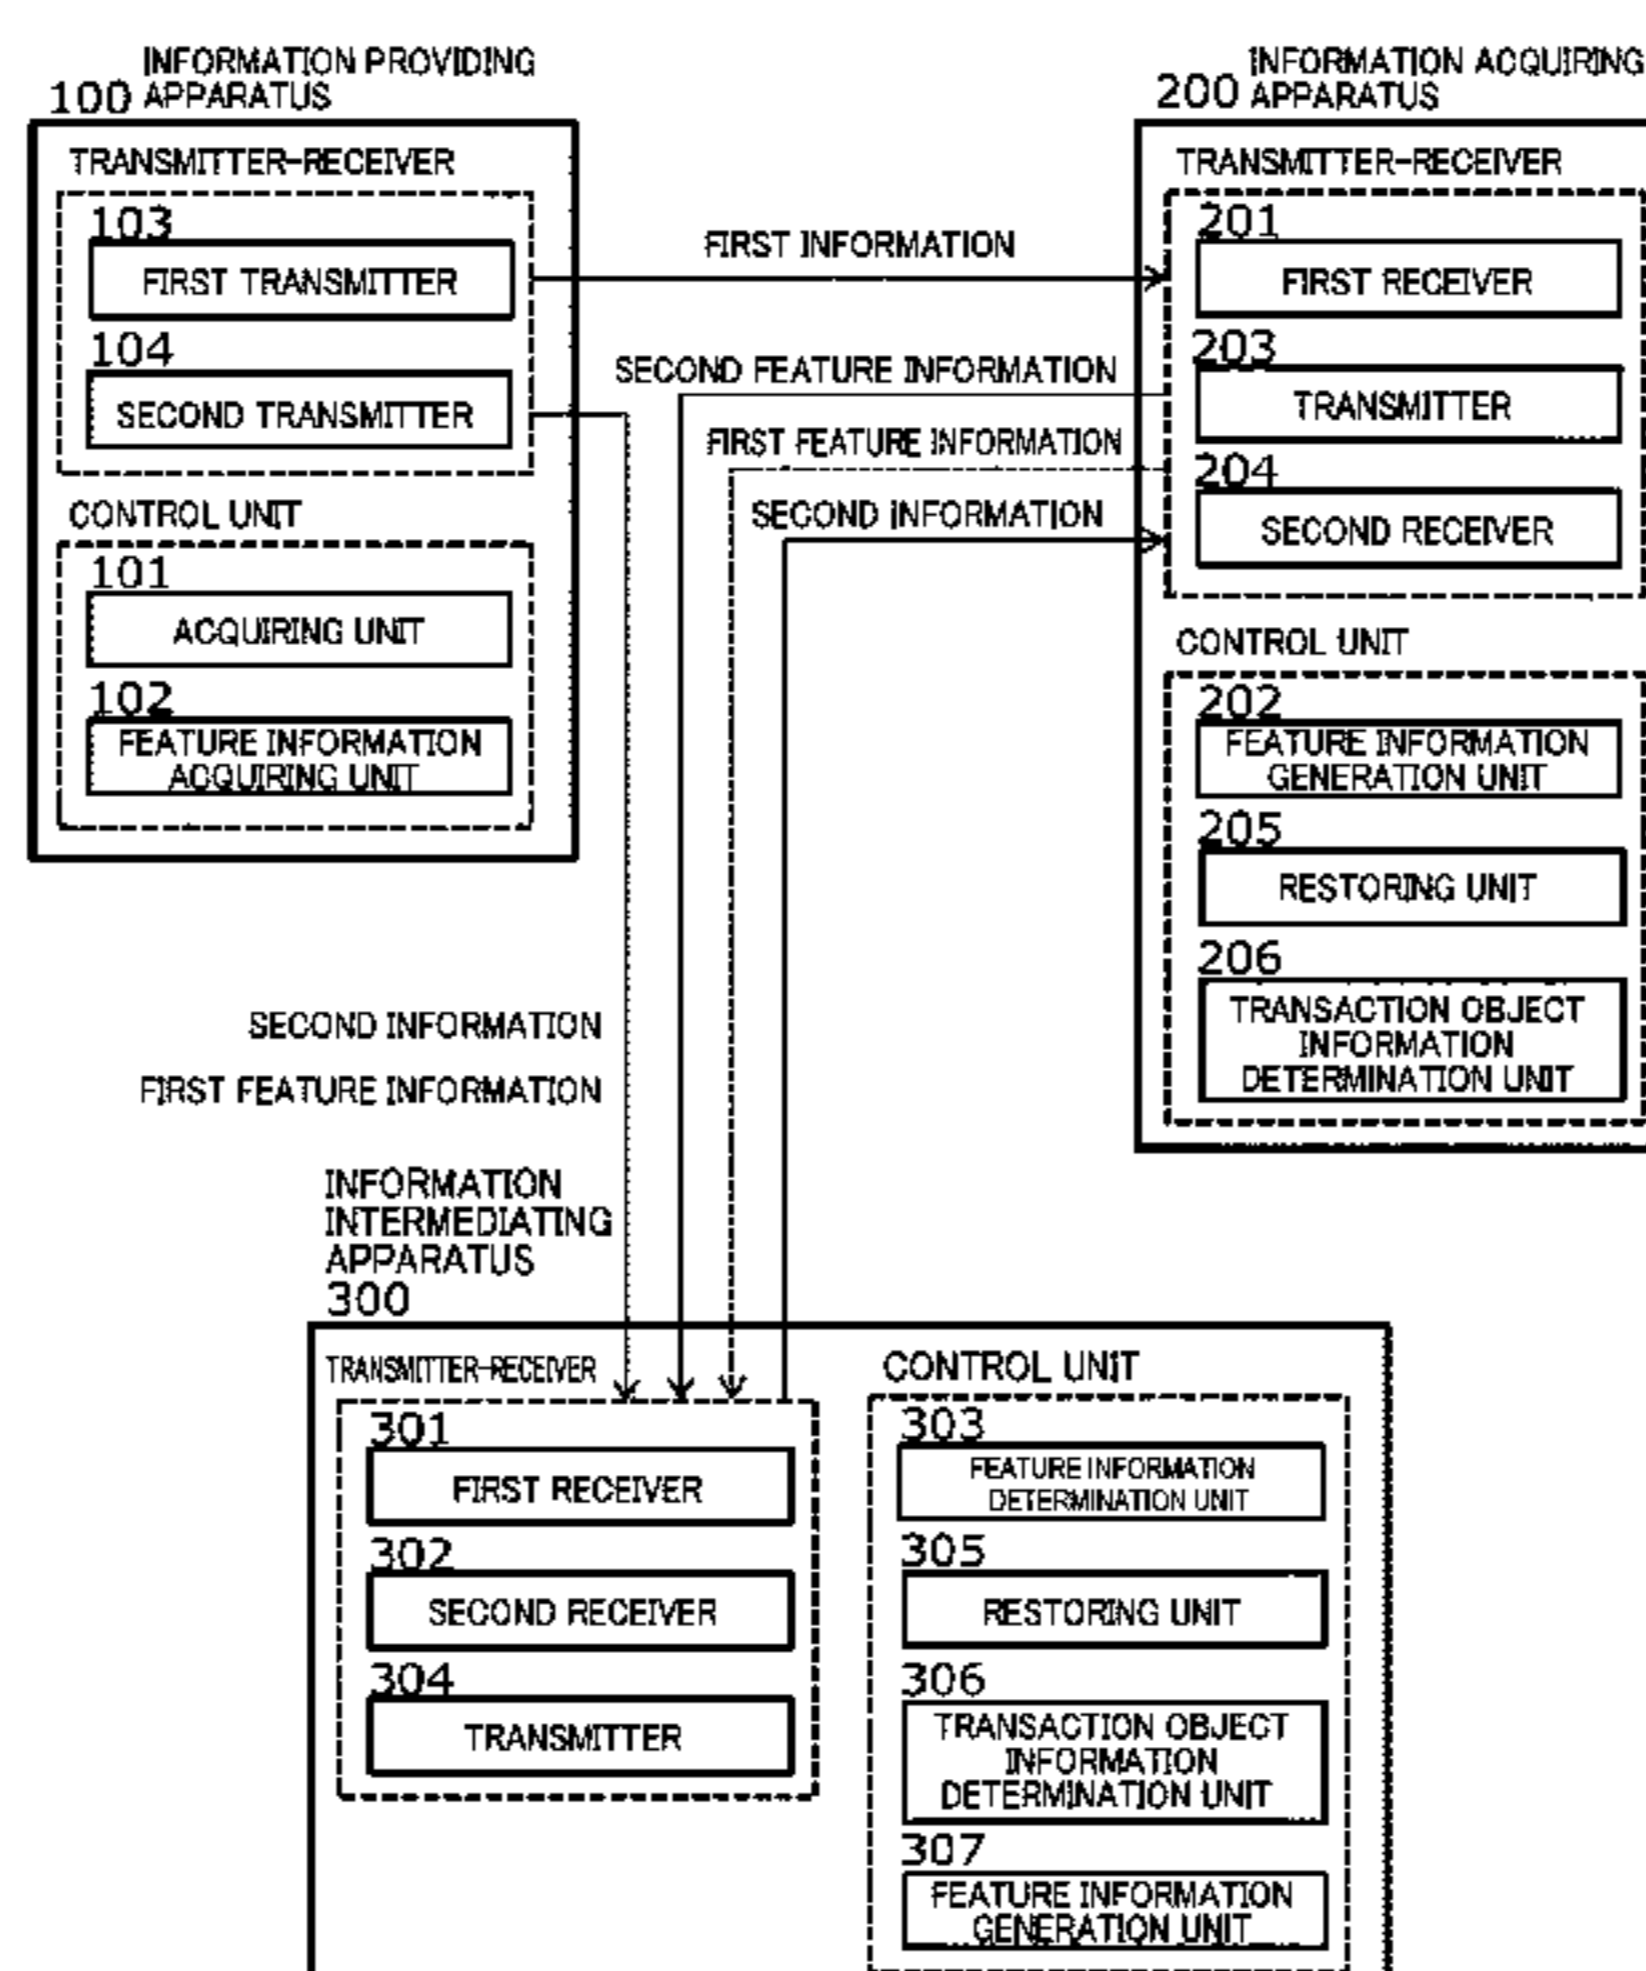 INFORMATION PROVIDING
100 APPARATUS
TRANSMITTER-RECEIVER
103
FIRST TRANSMITTER
104
SECOND TRANSMITTER
CONTROL UNIT
101
ACQUIRING UNIT
102
FEATURE INFORMATION
ACQUIRING UNIT
FIRST INFORMATION
SECOND FEATURE INFORMATION
FIRST FEATURE INFORMATION
SECOND INFORMATION
INFORMATION ACQUIRING
200 APPARATUS
TRANSMITTER-RECEIVER
201
FIRST RECEIVER
203
TRANSMITTER
204
SECOND RECEIVER
CONTROL UNIT
202
FEATURE INFORMATION
GENERATION UNIT
205
RESTORING UNIT
206
TRANSACTION OBJECT
INFORMATION
DETERMINATION UNIT
SECOND INFORMATION
FIRST FEATURE INFORMATION
INFORMATION
INTERMEDIATING
APPARATUS
300
TRANSMITTER-RECEIVER
301
FIRST RECEIVER
302
SECOND RECEIVER
304
TRANSMITTER
CONTROL UNIT
303
FEATURE INFORMATION
DETERMINATION UNIT
305
RESTORING UNIT
306
TRANSACTION OBJECT
INFORMATION
DETERMINATION UNIT
307
FEATURE INFORMATION
GENERATION UNIT